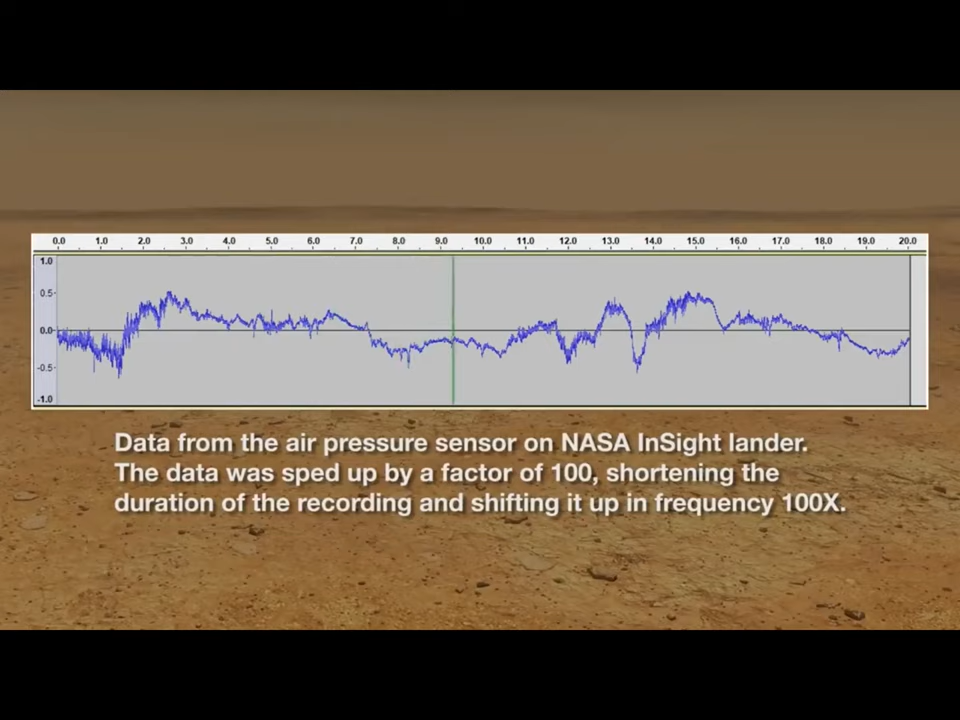 0.0 1.0 2.0 3.0 4.0 5.0 6.0 7.0 8.0 9.0 10.0 11.0 12.0 13.0 14.0 15.0 16.0 17.0 18.0 19.0 20.0
1.0
0.5
0.0
-0.5
-1.0
Data from the air pressure sensor on NASA InSight lander.
The data was sped up by a factor of 100, shortening the
duration of the recording and shifting it up in frequency 100X.